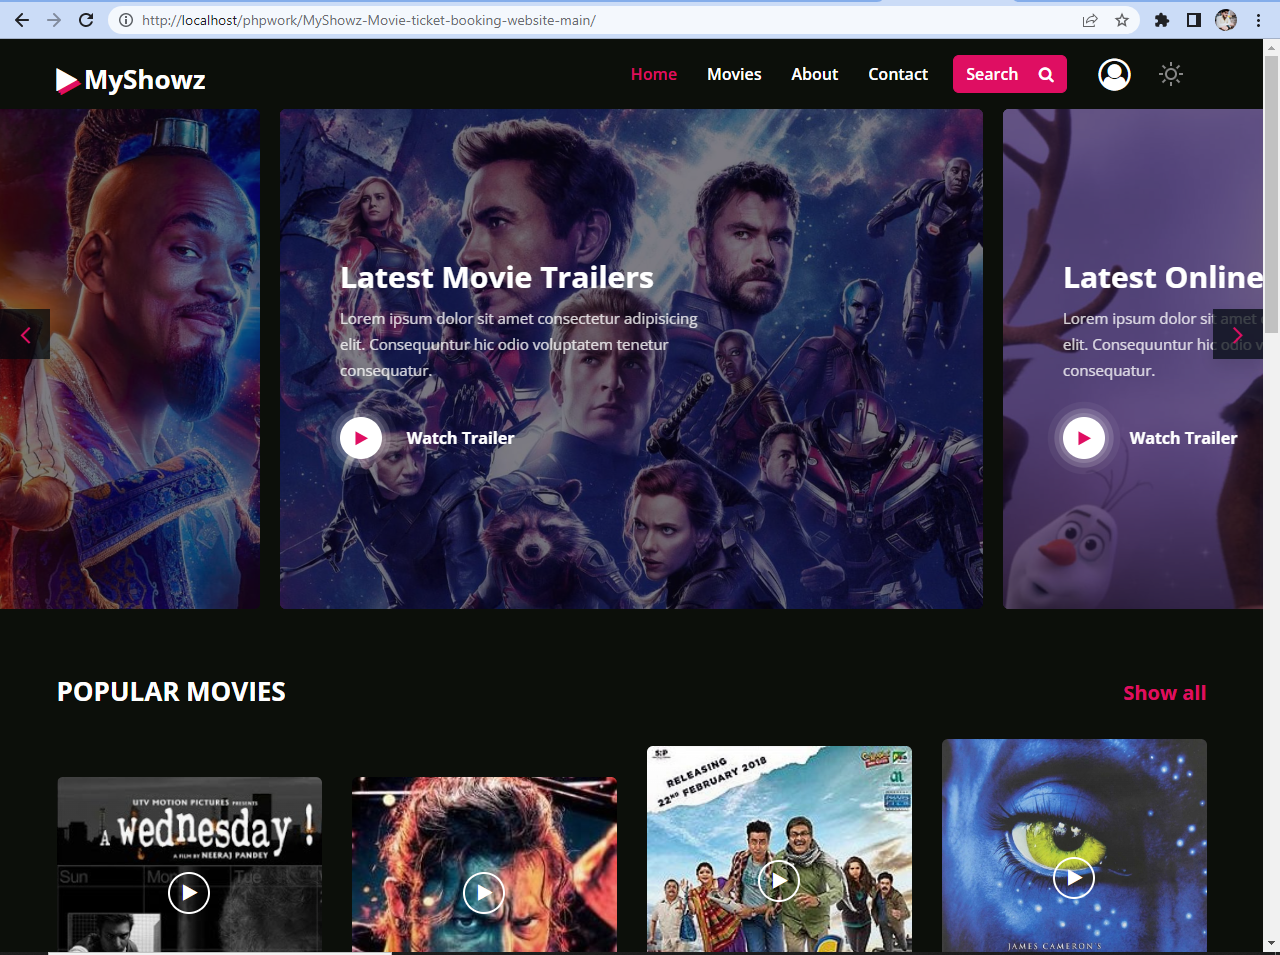 http://localhost/phpwork/MyShowz-Movie-ticket-booking-website-main/
MyShowz
Home
Movies
About
Contact
Search
Latest Movie Trailers
Lorem ipsum dolor sit amet consectetur adipisicing
elit. Consequuntur hic odio voluptatem tenetur
consequatur.
Watch Trailer
Latest Online
Lorem ipsum dolor sit amet
elit. Consequuntur hic odio v
consequatur.
Watch Trailer
POPULAR MOVIES
Show all
UTV MOTION PICTURES PRESENTS
A wednesday !
A FILM BY NEERAJ PANDEY
Sun Mon Tue
RELEASING
22ND FEBRUARY 2018
JAMES CAMERON'S